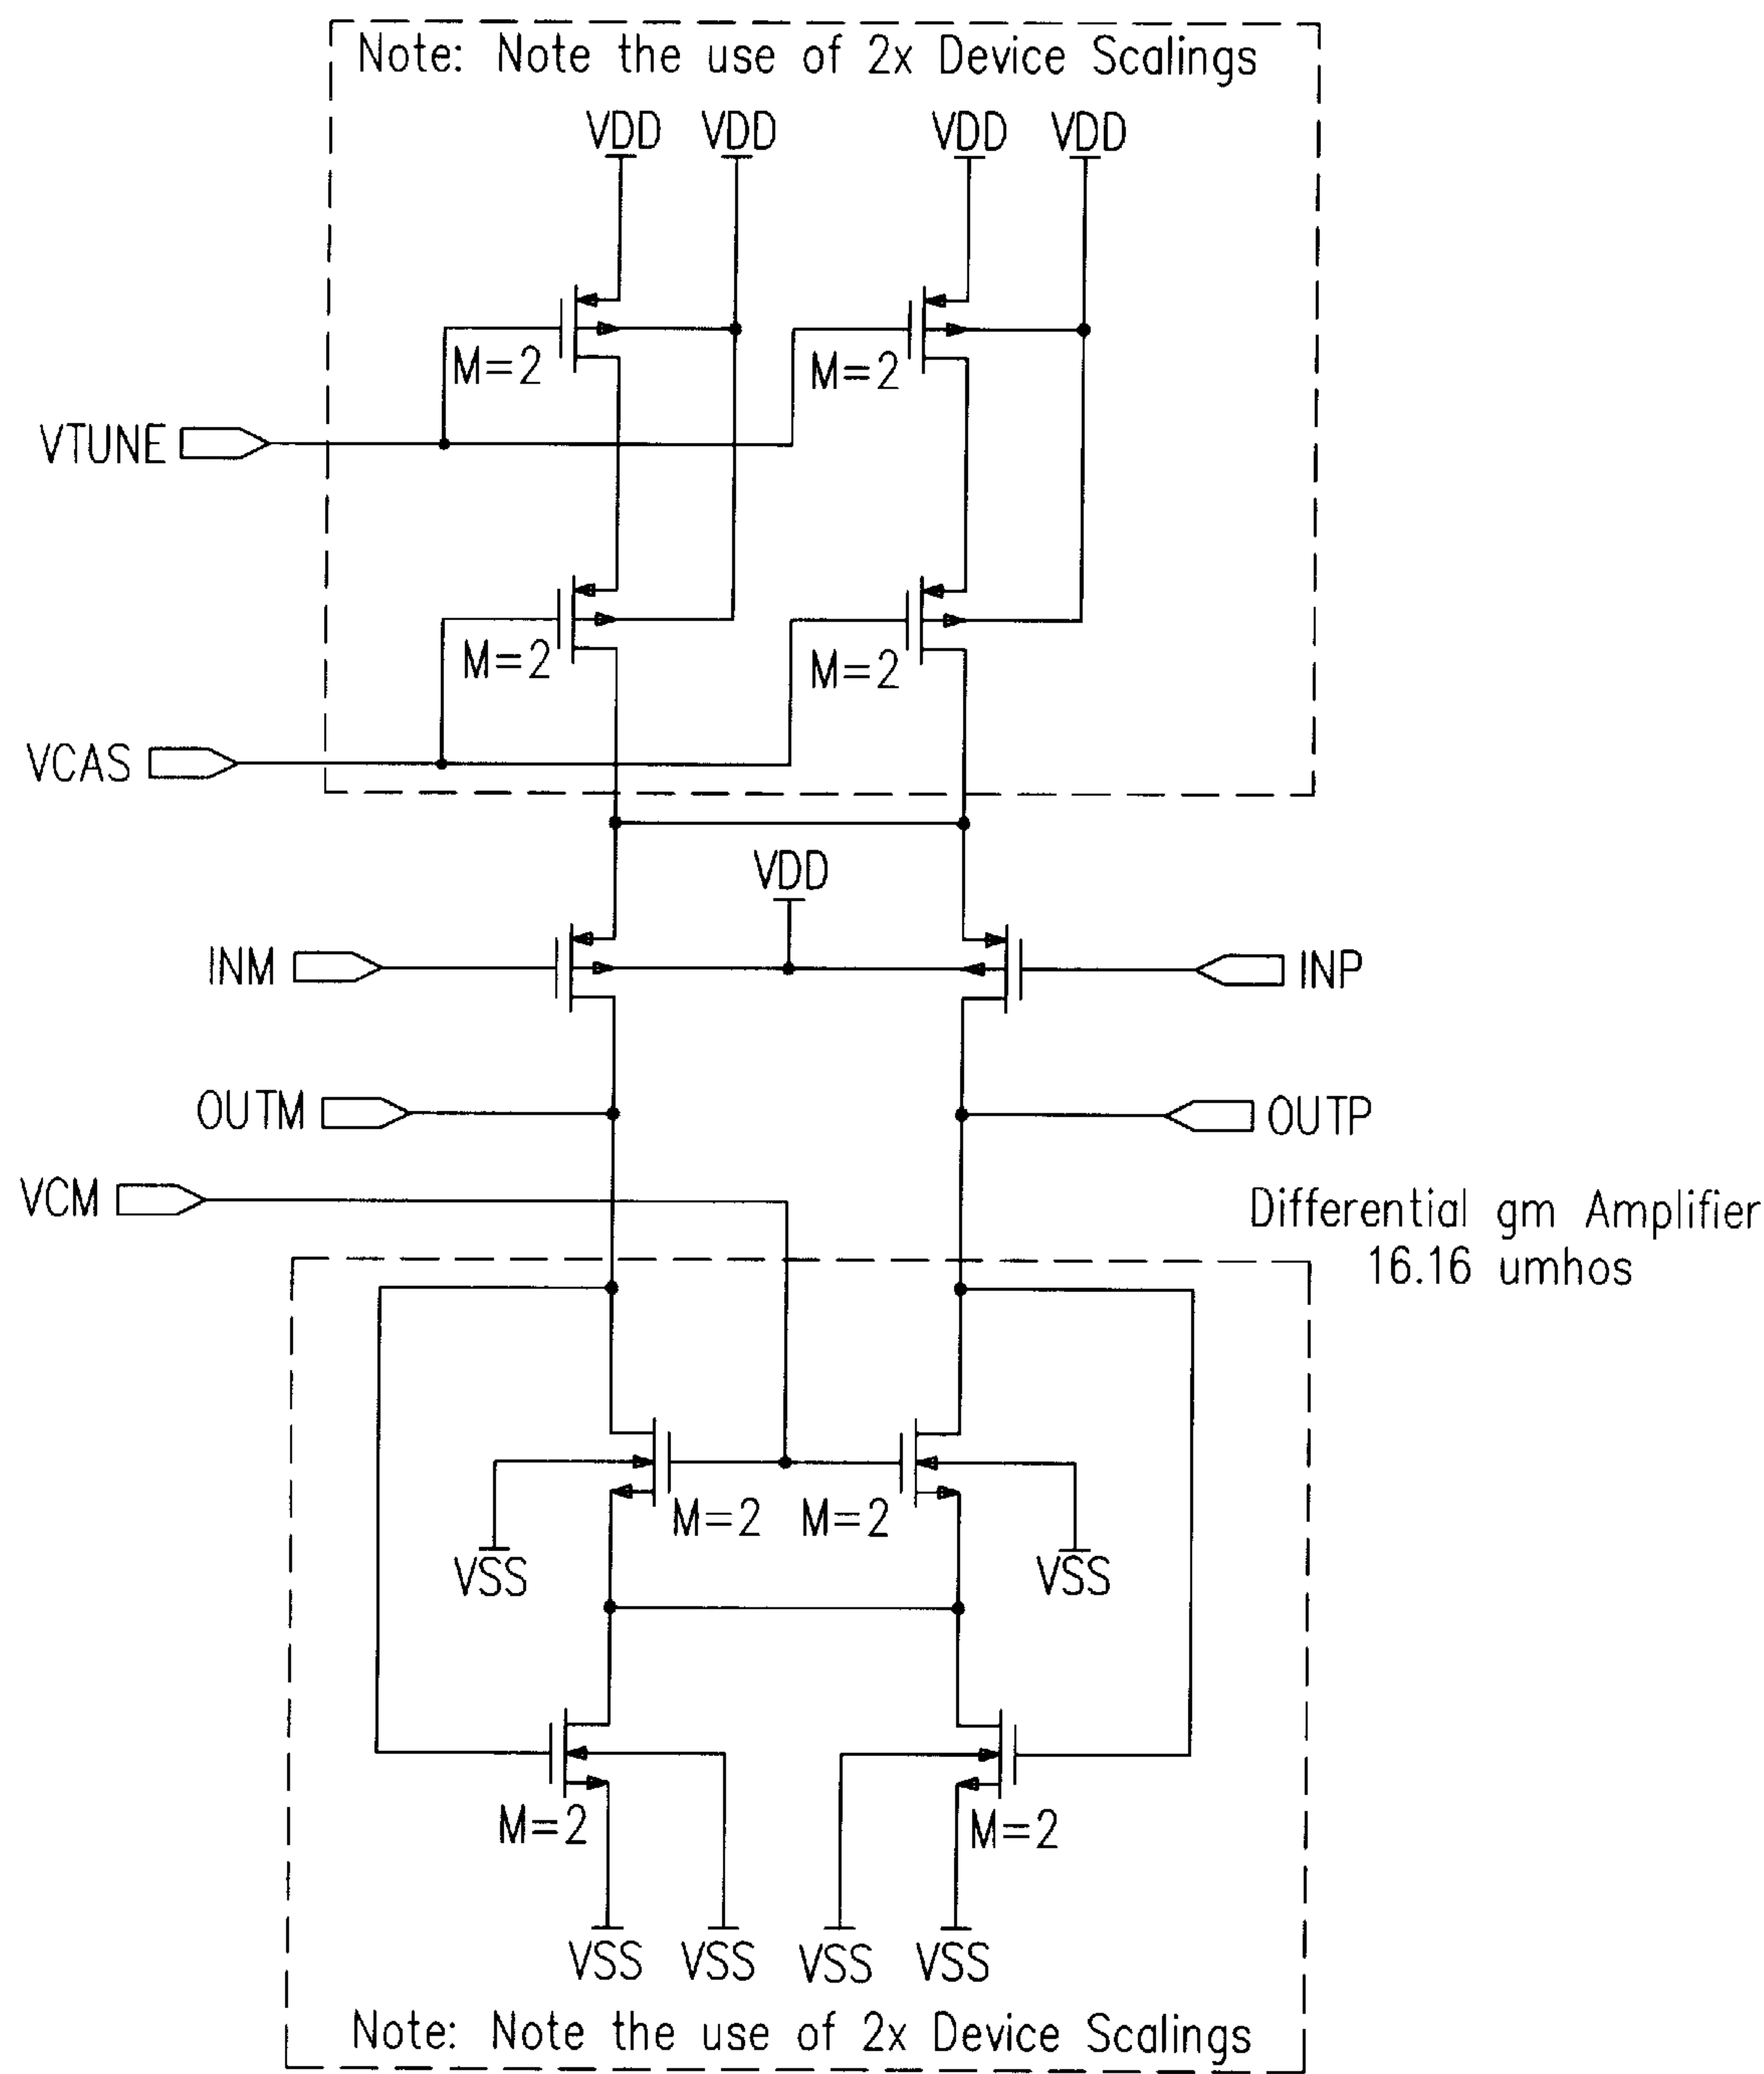 Note: Note the use of 2x Device Scalings
VDD VDD VDD VDD
M=2 M=2
VTUNE
M=2 M=2
VCAS
VDD
INM INP
OUTM OUTP
VCM
Differential gm Amplifier
16.16 umhos
M=2 M=2
VSS VSS
M=2 M=2
VSS VSS VSS VSS
Note: Note the use of 2x Device Scalings